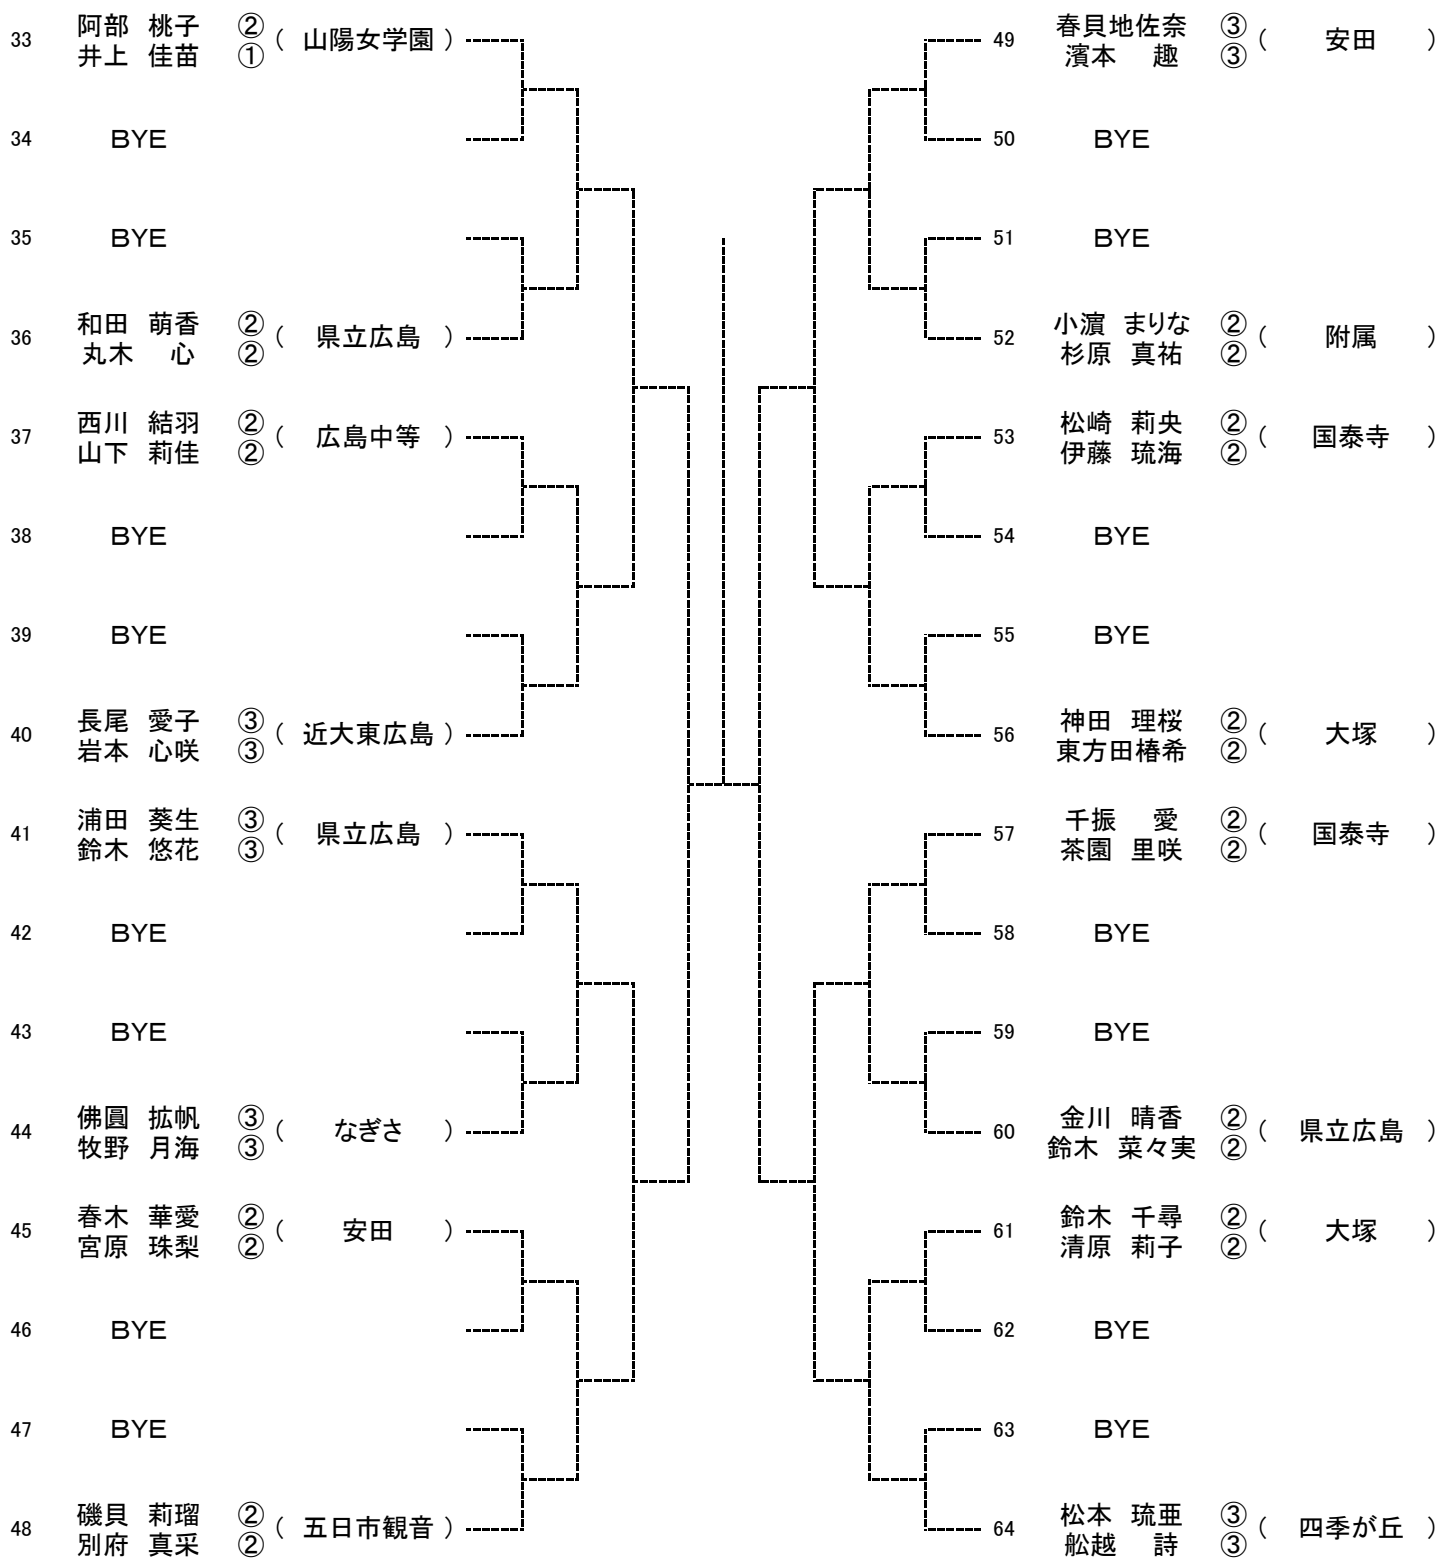 33 阿部 桃子 ② ( 山陽女学園 )
井上 佳苗 ①
34 BYE
35 BYE
36 和田 萌香 ② ( 県立広島 )
丸木 心 ②
37 西川 結羽 ② ( 広島中等 )
山下 莉佳 ②
38 BYE
39 BYE
40 長尾 愛子 ③ ( 近大東広島 )
岩本 心咲 ③
41 浦田 葵生 ③ ( 県立広島 )
鈴木 悠花 ③
42 BYE
43 BYE
44 佛圓 拡帆 ③ ( なぎさ )
牧野 月海 ③
45 春木 華愛 ② ( 安田 )
宮原 珠梨 ②
46 BYE
47 BYE
48 磯貝 莉瑠 ② ( 五日市観音 )
別府 真采 ②
49 春貝地佐奈 ③ ( 安田 )
濱本 趣 ③
50 BYE
51 BYE
52 小濵 まりな ② ( 附属 )
杉原 真祐 ②
53 松崎 莉央 ② ( 国泰寺 )
伊藤 琉海 ②
54 BYE
55 BYE
56 神田 理桜 ② ( 大塚 )
東方田椿希 ②
57 千振 愛 ② ( 国泰寺 )
茶園 里咲 ②
58 BYE
59 BYE
60 金川 晴香 ② ( 県立広島 )
鈴木 菜々実 ②
61 鈴木 千尋 ② ( 大塚 )
清原 莉子 ②
62 BYE
63 BYE
64 松本 琉亜 ③ ( 四季が丘 )
舩越 詩 ③